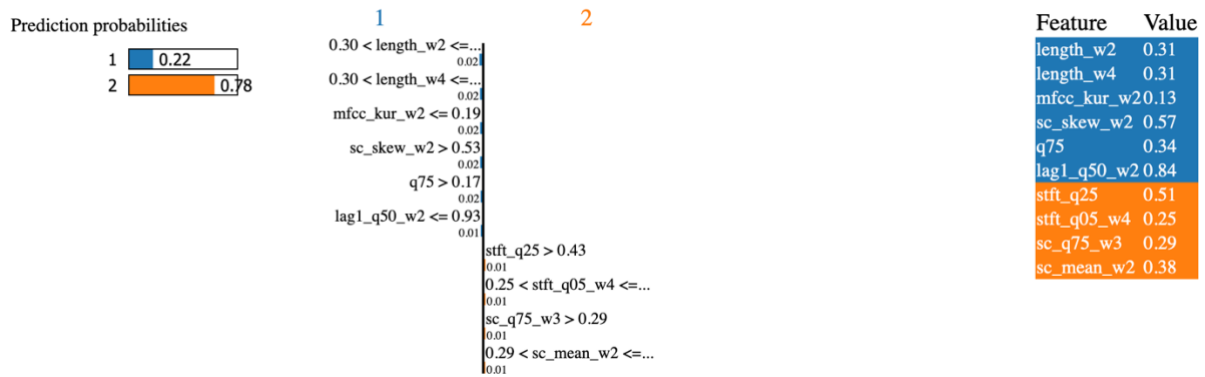 Prediction probabilities
1 0.22
2 0.78
1 2
0.30 < length_w2 <=...
0.02
0.30 < length_w4 <=...
0.02
mfcc_kur_w2 <= 0.19
0.02
sc_skew_w2 > 0.53
0.02
q75 > 0.17
0.02
lag1_q50_w2 <= 0.93
0.01
stft_q25 > 0.43
0.01
0.25 < stft_q05_w4 <=...
0.01
sc_q75_w3 > 0.29
0.01
0.29 < sc_mean_w2 <=...
0.01
Feature Value
length_w2 0.31
length_w4 0.31
mfcc_kur_w2 0.13
sc_skew_w2 0.57
q75 0.34
lag1_q50_w2 0.84
stft_q25 0.51
stft_q05_w4 0.25
sc_q75_w3 0.29
sc_mean_w2 0.38